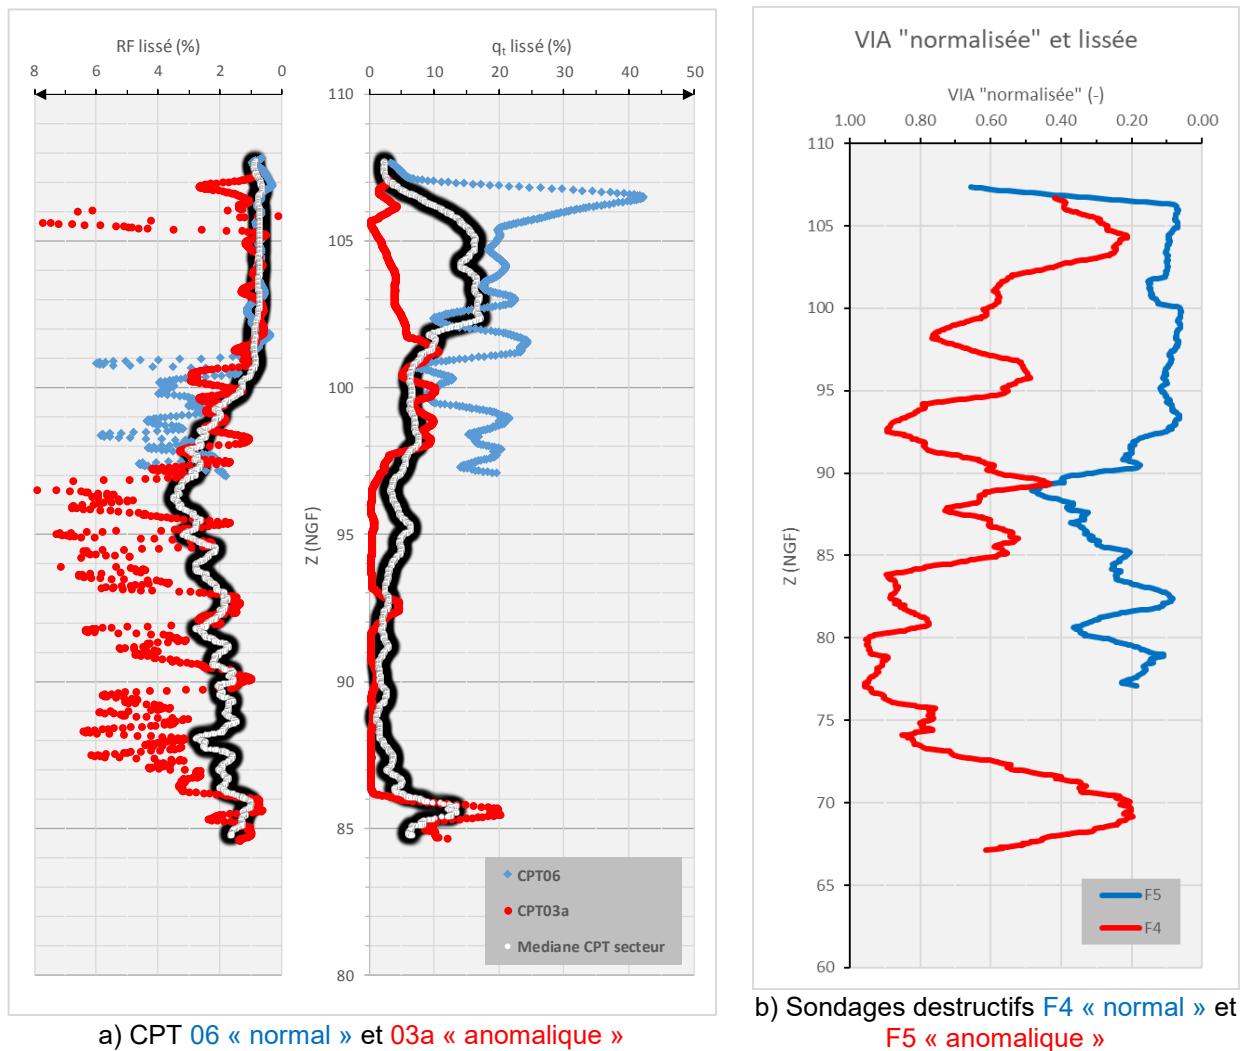 RF lissé (%)
qt lissé (%)
8 6 4 2 0
0 10 20 30 40 50
110
105
100
95
90
85
80
Z (NGF)
CPT06
CPT03a
Mediane CPT secteur
a) CPT 06 « normal » et 03a « anomalique »
VIA "normalisée" et lissée
VIA "normalisée" (-)
1.00 0.80 0.60 0.40 0.20 0.00
110
105
100
95
90
85
80
75
70
65
60
Z (NGF)
F5
F4
b) Sondages destructifs F4 « normal » et
F5 « anomalique »